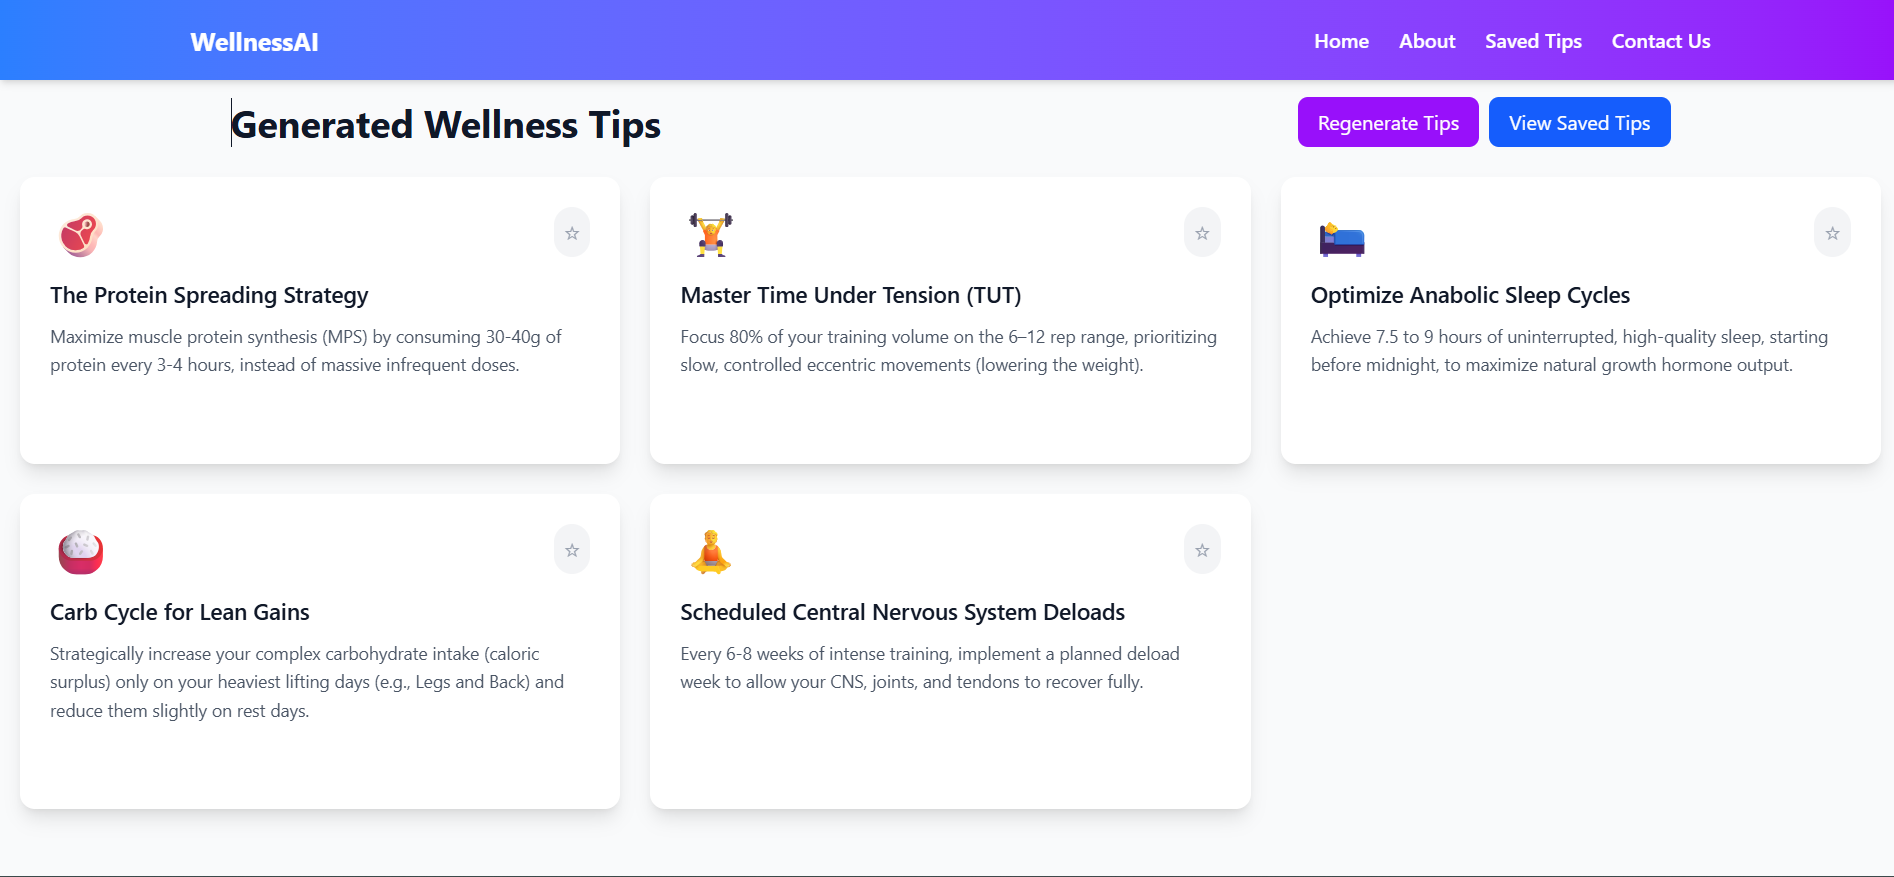 WellnessAI
Home About Saved Tips Contact Us
Generated Wellness Tips
Regenerate Tips View Saved Tips
The Protein Spreading Strategy
Maximize muscle protein synthesis (MPS) by consuming 30-40g of
protein every 3-4 hours, instead of massive infrequent doses.
Master Time Under Tension (TUT)
Focus 80% of your training volume on the 6–12 rep range, prioritizing
slow, controlled eccentric movements (lowering the weight).
Optimize Anabolic Sleep Cycles
Achieve 7.5 to 9 hours of uninterrupted, high-quality sleep, starting
before midnight, to maximize natural growth hormone output.
Carb Cycle for Lean Gains
Strategically increase your complex carbohydrate intake (caloric
surplus) only on your heaviest lifting days (e.g., Legs and Back) and
reduce them slightly on rest days.
Scheduled Central Nervous System Deloads
Every 6-8 weeks of intense training, implement a planned deload
week to allow your CNS, joints, and tendons to recover fully.